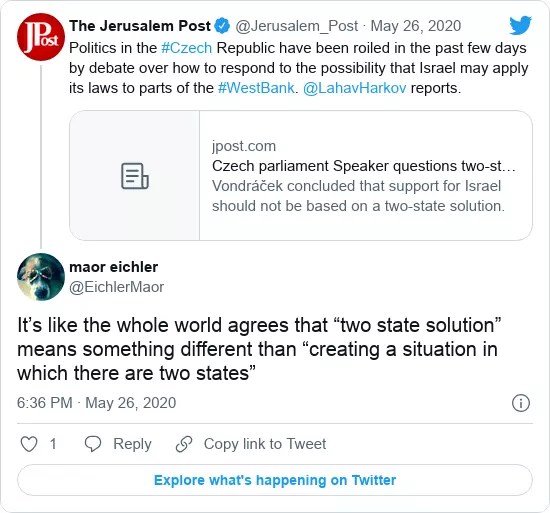 JPost
The Jerusalem Post @Jerusalem_Post · May 26, 2020
Politics in the #Czech Republic have been roiled in the past few days
by debate over how to respond to the possibility that Israel may apply
its laws to parts of the #WestBank. @LahavHarkov reports.
jpost.com
Czech parliament Speaker questions two-st…
Vondráček concluded that support for Israel
should not be based on a two-state solution.
maor eichler
@EichlerMaor
It’s like the whole world agrees that “two state solution”
means something different than “creating a situation in
which there are two states”
6:36 PM · May 26, 2020
1 Reply Copy link to Tweet
Explore what's happening on Twitter